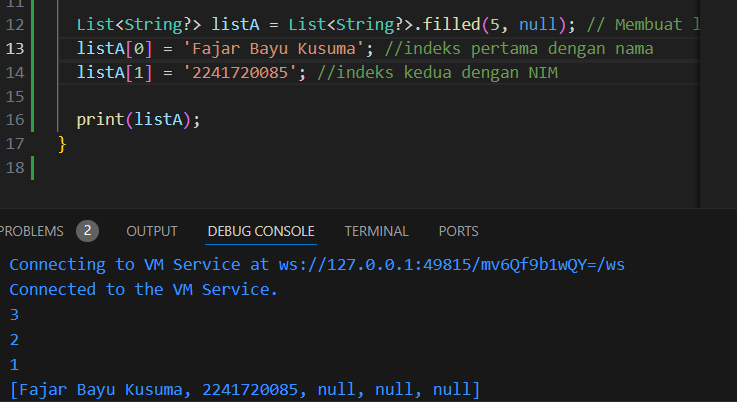 11
12 List<String?> listA = List<String?>.filled(5, null); // Membuat
13 listA[0] = 'Fajar Bayu Kusuma'; //indeks pertama dengan nama
14 listA[1] = '2241720085'; //indeks kedua dengan NIM
15
16 print(listA);
17 }
18
PROBLEMS 2 OUTPUT DEBUG CONSOLE TERMINAL PORTS
Connecting to VM Service at ws://127.0.0.1:49815/mv6Qf9b1wQY=/ws
Connected to the VM Service.
3
2
1
[Fajar Bayu Kusuma, 2241720085, null, null, null]